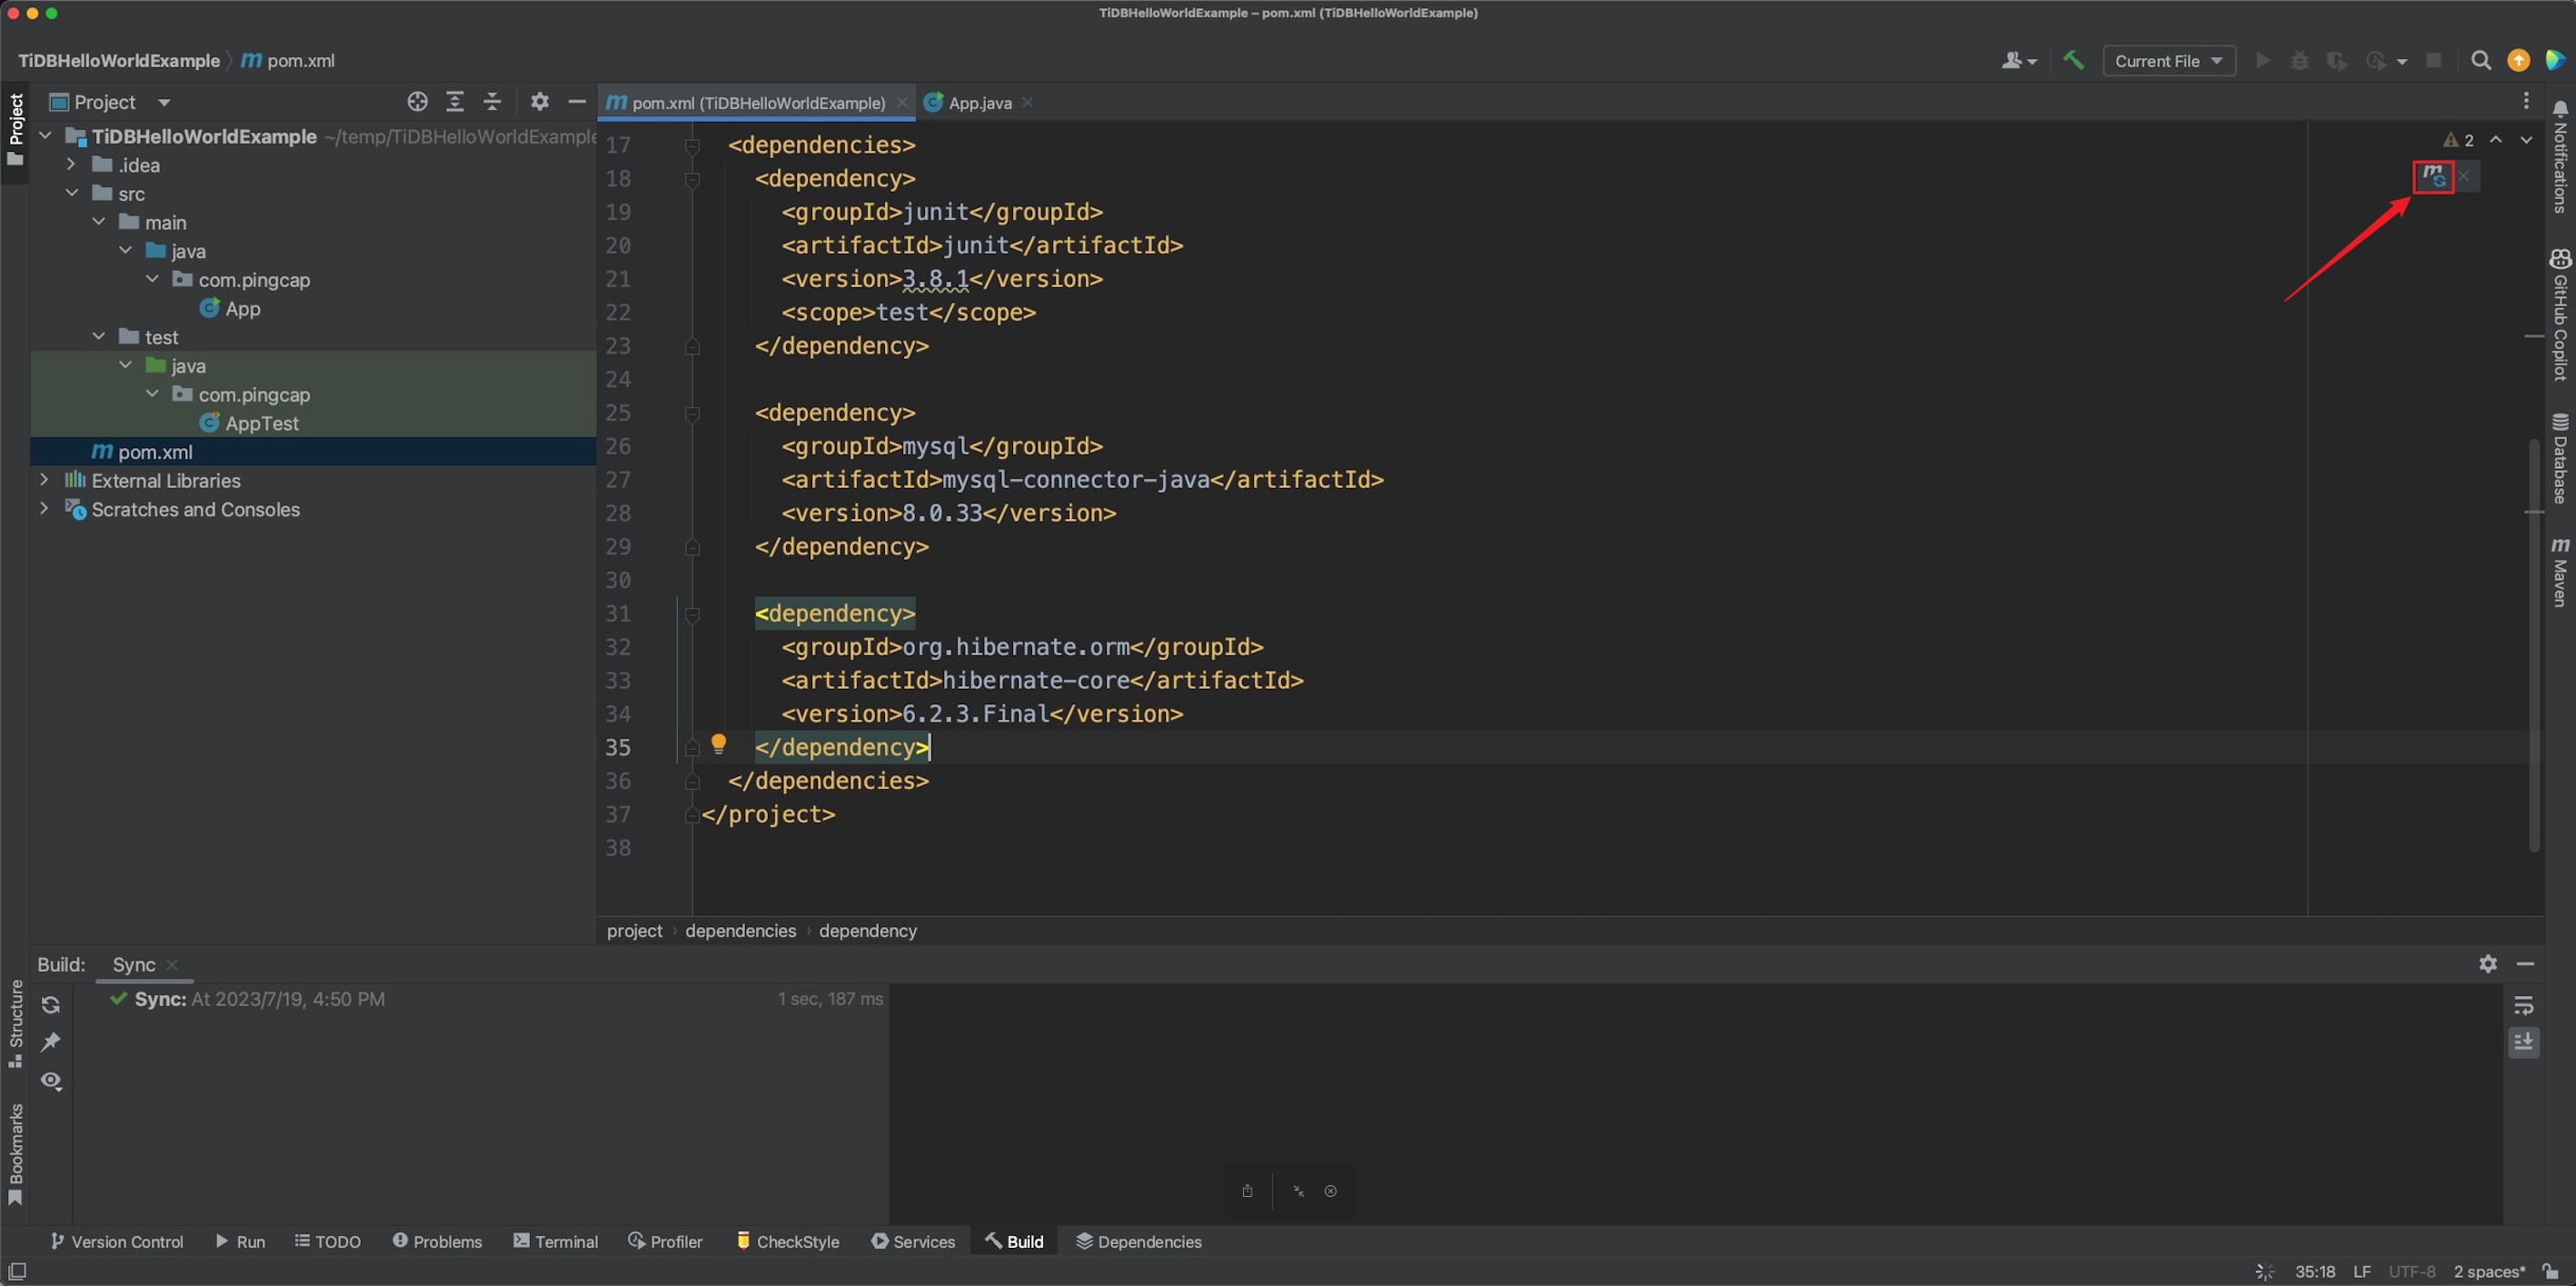 TiDBHelloWorldExample – pom.xml (TiDBHelloWorldExample)
TiDBHelloWorldExample 〉 m pom.xml
Current File
Project
Project
pom.xml (TiDBHelloWorldExample)
App.java
TiDBHelloWorldExample ~/temp/TiDBHelloWorldExample
.idea
src
main
java
com.pingcap
App
test
java
com.pingcap
AppTest
pom.xml
External Libraries
Scratches and Consoles
2
17 <dependencies>
18 <dependency>
19 <groupId>junit</groupId>
20 <artifactId>junit</artifactId>
21 <version>3.8.1</version>
22 <scope>test</scope>
23 </dependency>
24
25 <dependency>
26 <groupId>mysql</groupId>
27 <artifactId>mysql-connector-java</artifactId>
28 <version>8.0.33</version>
29 </dependency>
30
31 <dependency>
32 <groupId>org.hibernate.orm</groupId>
33 <artifactId>hibernate-core</artifactId>
34 <version>6.2.3.Final</version>
35 </dependency>
36 </dependencies>
37 </project>
38
project › dependencies › dependency
Notifications
GitHub Copilot
Database
Maven
Build: Sync
Sync: At 2023/7/19, 4:50 PM 1 sec, 187 ms
Structure
Bookmarks
Version Control Run TODO Problems Terminal Profiler CheckStyle Services Build Dependencies
35:18 LF UTF-8 2 spaces*